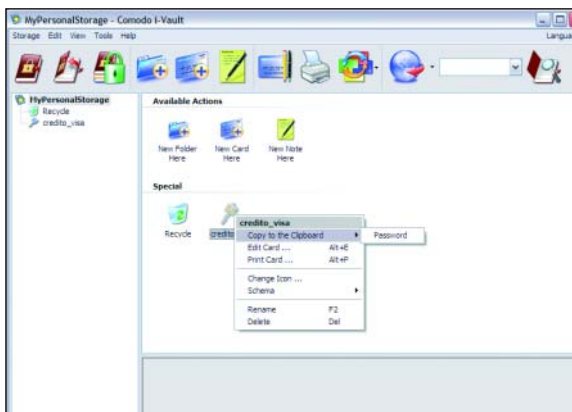 MyPersonalStorage - Comodo I-Vault
Storage Edit View Tools Help
Langua
MyPersonalStorage
Recycle
credito_visa
Available Actions
New Folder Here
New Card Here
New Note Here
Special
Recycle
credito
credito_visa
Copy to the Clipboard
Password
Edit Card ... Alt+E
Print Card ... Alt+P
Change Icon ...
Schema
Rename F2
Delete Del